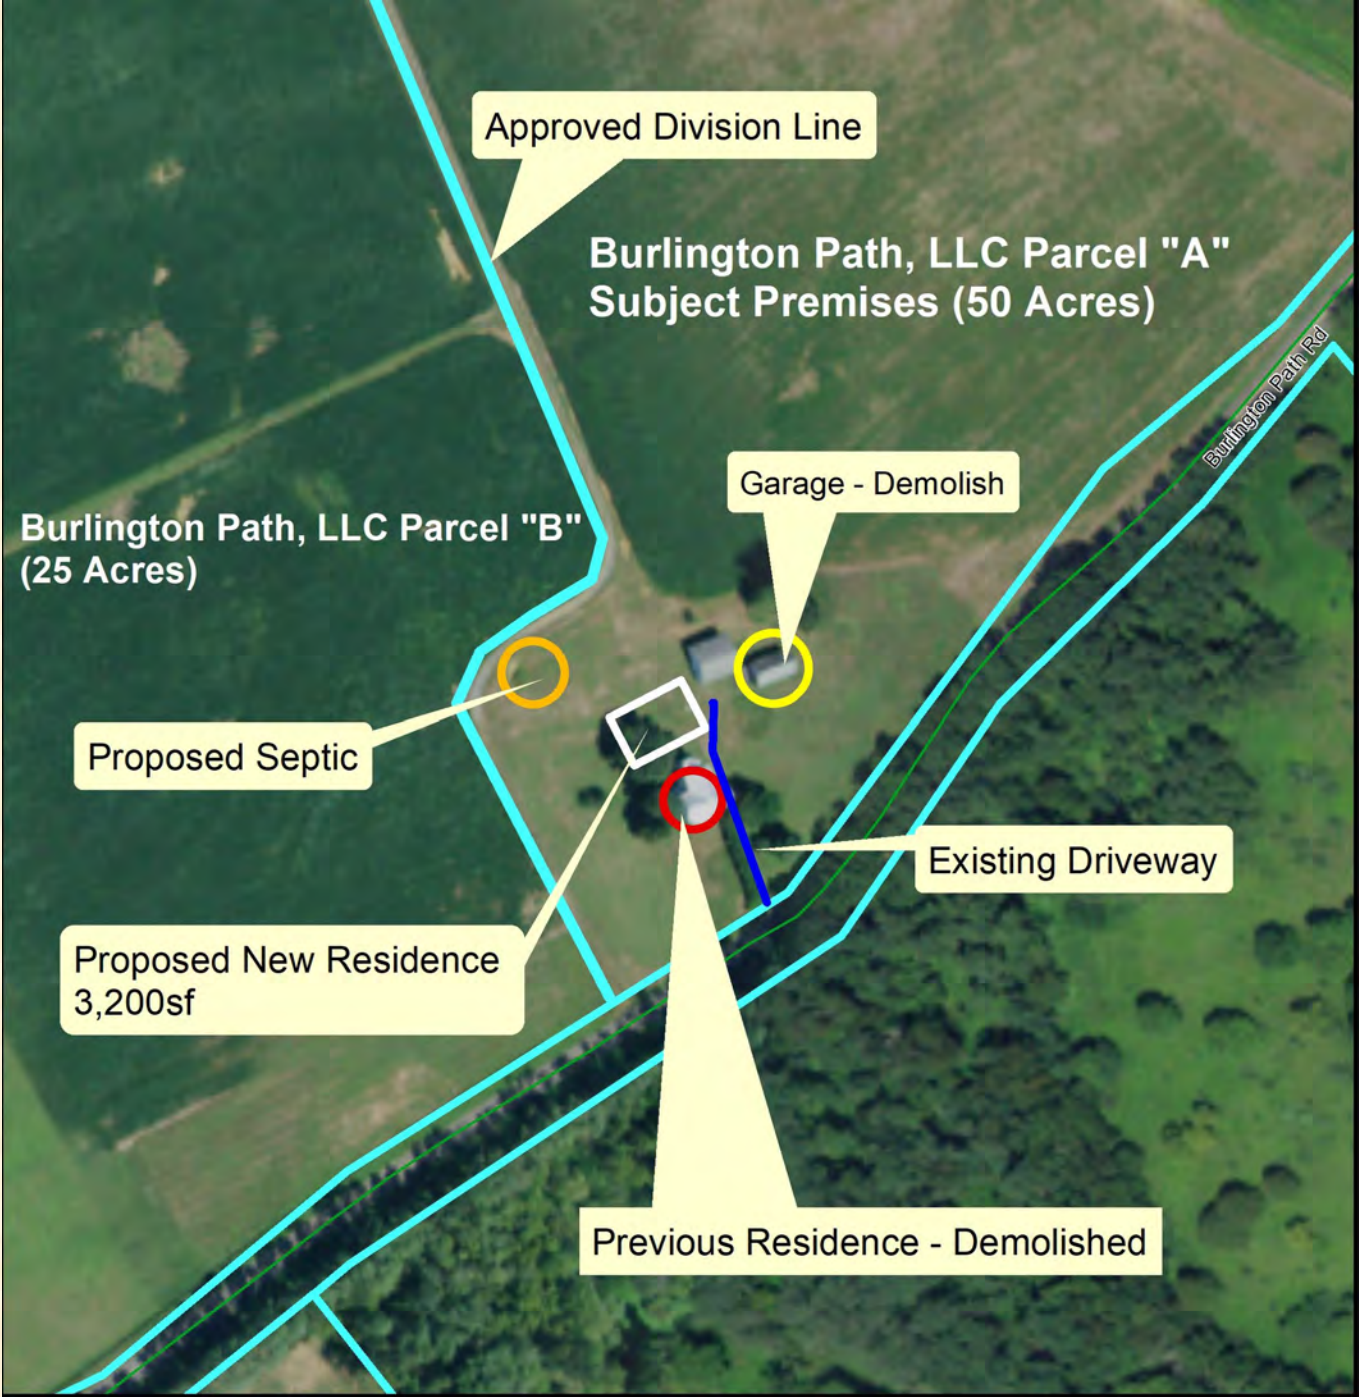 Approved Division Line
Burlington Path, LLC Parcel "A"
Subject Premises (50 Acres)
Burlington Path Rd
Garage - Demolish
Burlington Path, LLC Parcel "B"
(25 Acres)
Proposed Septic
Existing Driveway
Proposed New Residence
3,200sf
Previous Residence - Demolished